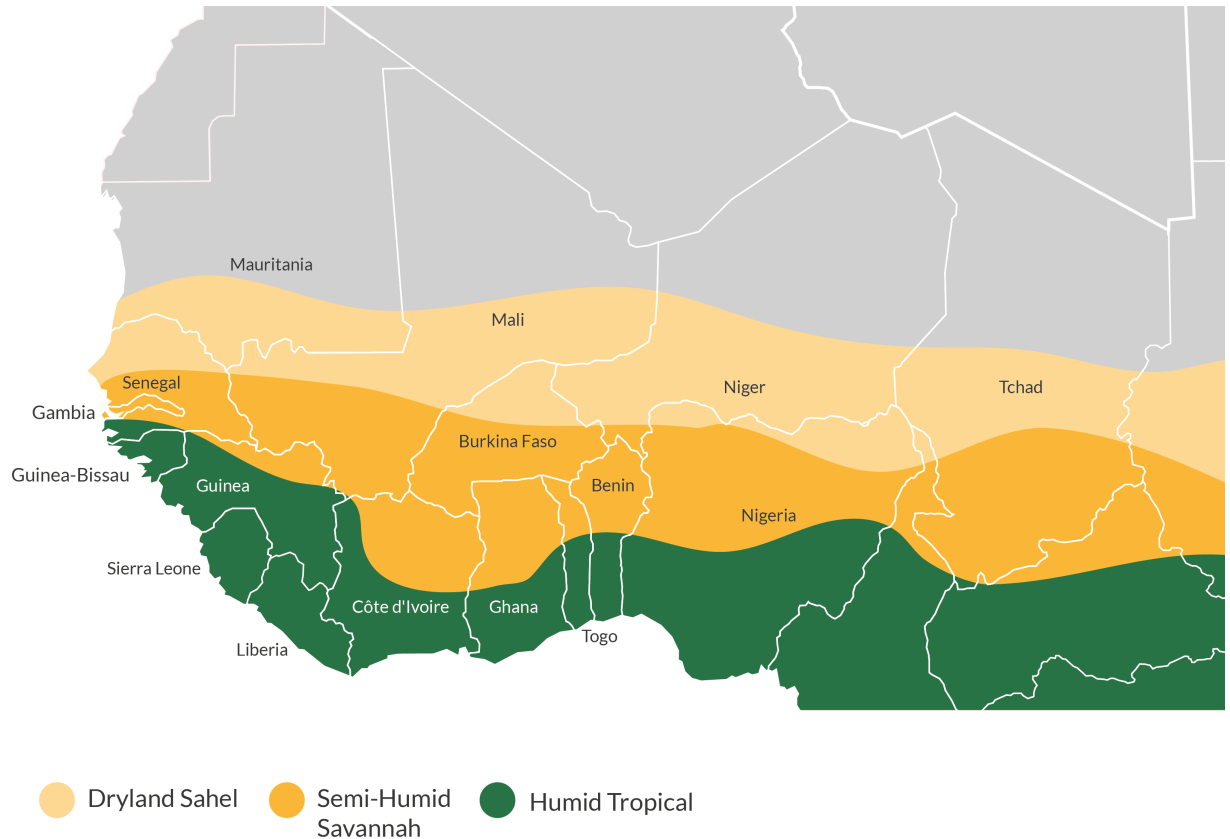 Mauritania
Mali
Senegal
Niger
Tchad
Gambia
Burkina Faso
Guinea-Bissau
Guinea
Benin
Nigeria
Sierra Leone
Côte d'Ivoire
Ghana
Togo
Liberia
Dryland Sahel
Semi-Humid
Savannah
Humid Tropical